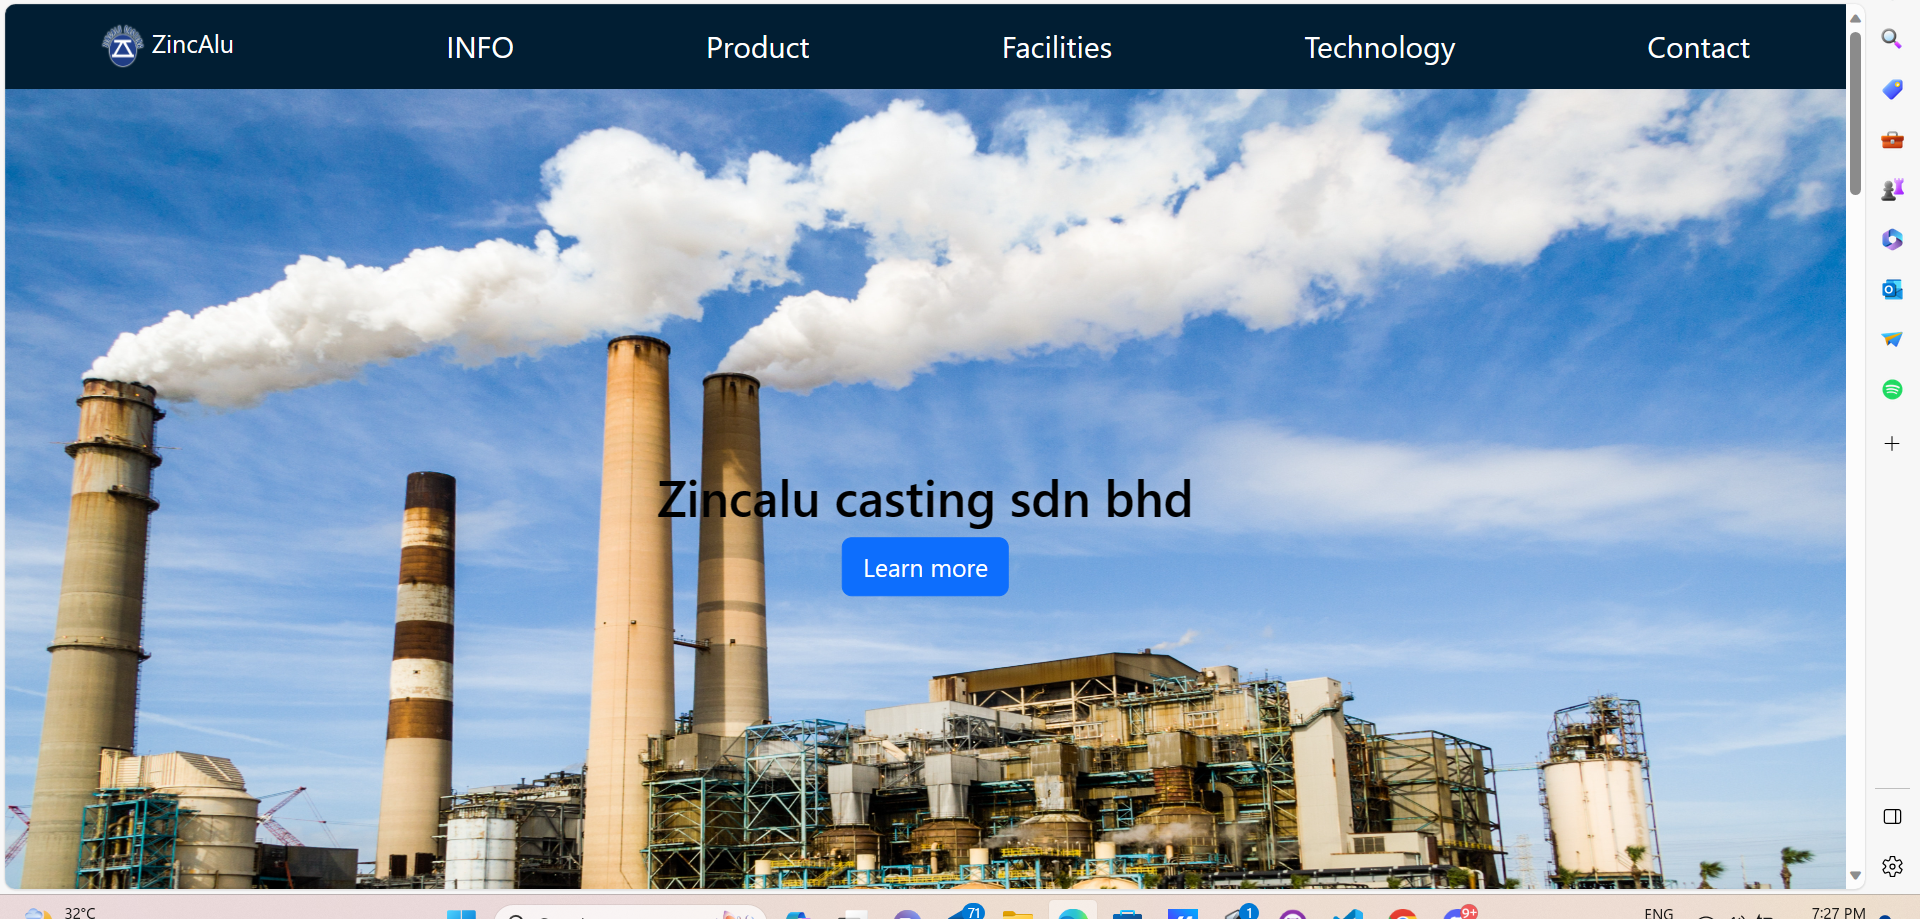 ZincAlu
INFO
Product
Facilities
Technology
Contact
Zincalu casting sdn bhd
Learn more
32°C
71
1
9+
ENG
7:27 PM